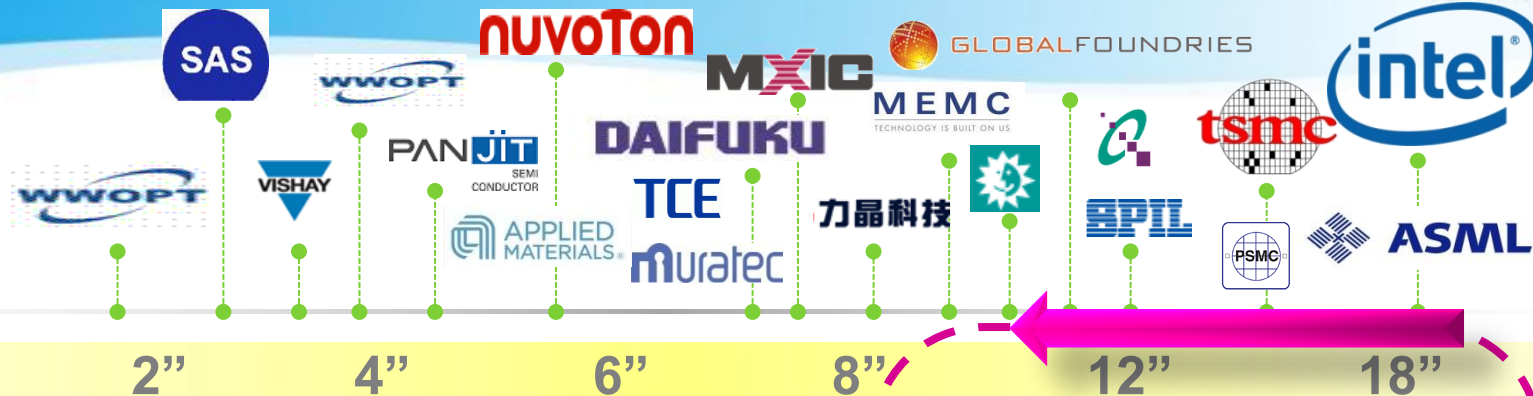 SAS
nuvoTon
GLOBALFOUNDRIES
intel®
WWOPT
MXIC
MEMC
TECHNOLOGY IS BUILT ON US
tsmc
DAIFUKU
PANJIT
SEMI
CONDUCTOR
VISHAY
WWOPT
TCE
力晶科技
SPIL
APPLIED
MATERIALS®
muratec
PSMC
ASML
2”
4”
6”
8”
12”
18”